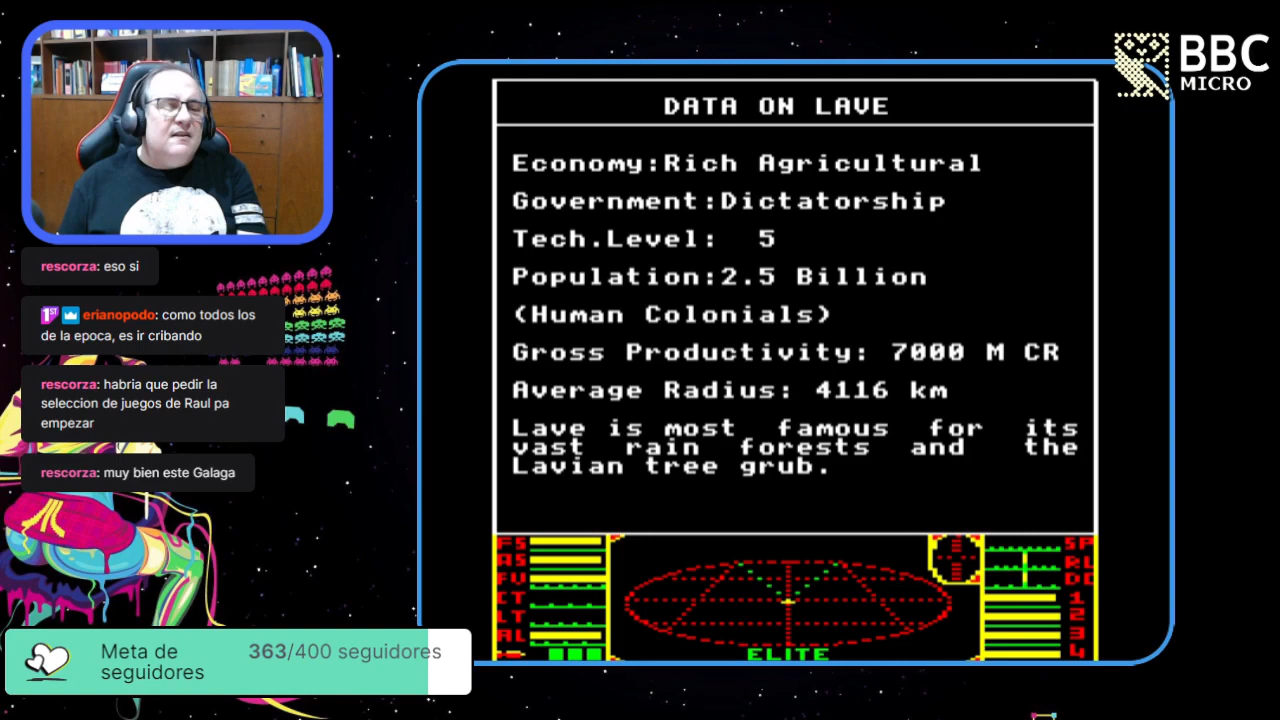 BBC
MICRO
DATA ON LAVE
Economy:Rich Agricultural
Government:Dictatorship
Tech.Level: 5
Population:2.5 Billion
(Human Colonials)
Gross Productivity: 7000 M CR
Average Radius: 4116 km
Lave is most famous for its
vast rain forests and the
Lavian tree grub.
FS
AS
FV
CT
LT
AL
ELITE
SP
RL
DC
1
2
3
4
rescorza: eso si
1ST erianopodo: como todos los
de la epoca, es ir cribando
rescorza: habria que pedir la
seleccion de juegos de Raul pa
empezar
rescorza: muy bien este Galaga
Meta de
seguidores
363/400 seguidores